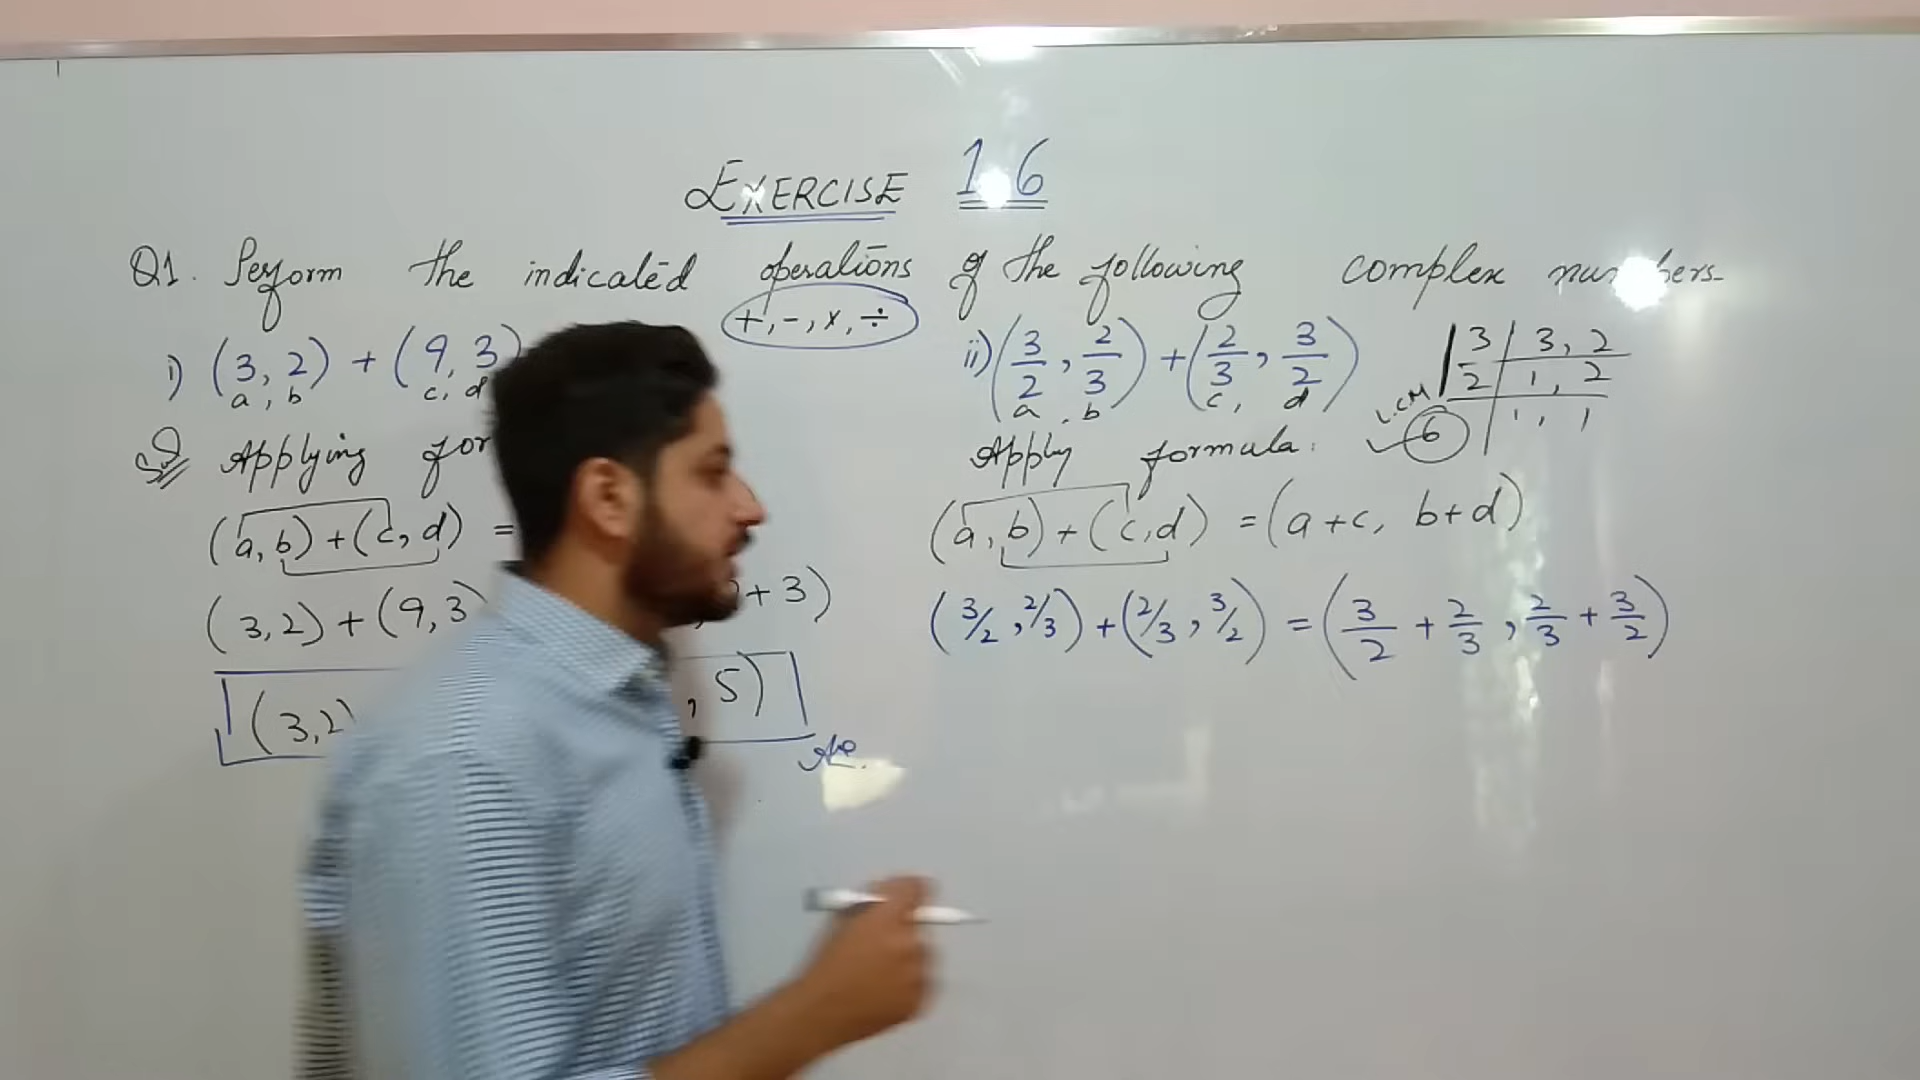 EXERCISE 1.6
Q1. Perform the indicated operations of the following complex numbers.
+, -, x, ÷
i) (3, 2) + (9, 3)
a, b c, d
Sol Applying for
(a, b) + (c, d) =
(3,2) + (9,3) + 3)
(3,2) , 5)
ii) (3/2, 2/3) + (2/3, 3/2)
a, b c, d
3 | 3, 2
2 | 1, 2
1, 1
L.CM 6
Apply formula:
(a, b) + (c, d) = (a + c, b + d)
(3/2, 2/3) + (2/3, 3/2) = (3/2 + 2/3, 2/3 + 3/2)